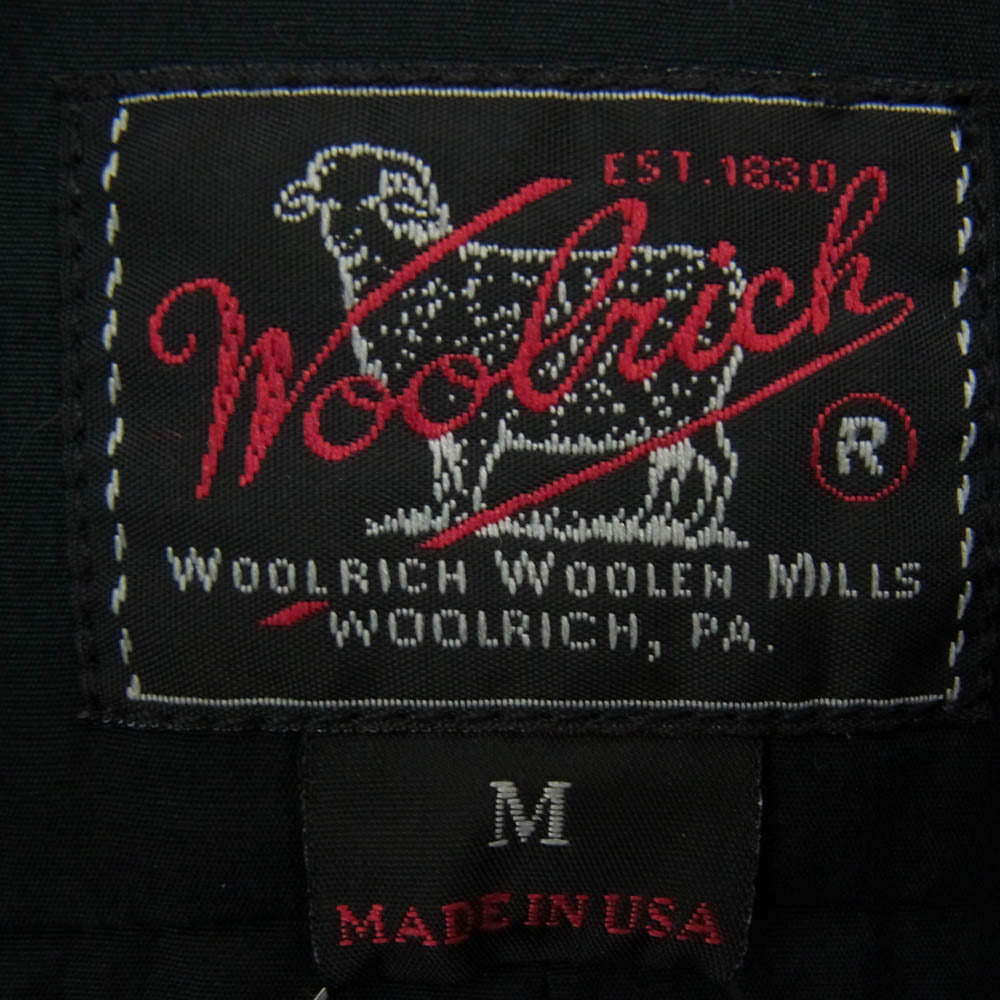 EST. 1830
Woolrich
®
WOOLRICH WOOLEN MILLS
WOOLRICH, PA.
M
MADE IN USA